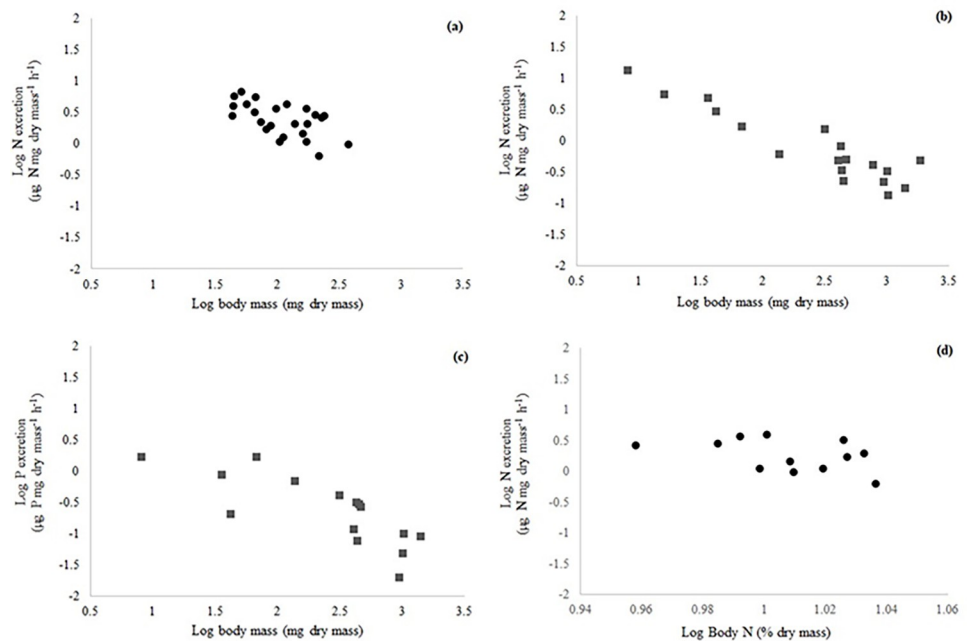 (a)
2
1.5
1
0.5
0
-0.5
-1
-1.5
-2
0.5 1 1.5 2 2.5 3 3.5
Log N excretion
(µg N mg dry mass⁻¹ h⁻¹)
Log body mass (mg dry mass)
(b)
2
1.5
1
0.5
0
-0.5
-1
-1.5
-2
0.5 1 1.5 2 2.5 3 3.5
Log N excretion
(µg N mg dry mass⁻¹ h⁻¹)
Log body mass (mg dry mass)
(c)
2
1.5
1
0.5
0
-0.5
-1
-1.5
-2
0.5 1 1.5 2 2.5 3 3.5
Log P excretion
(µg P mg dry mass⁻¹ h⁻¹)
Log body mass (mg dry mass)
(d)
2
1.5
1
0.5
0
-0.5
-1
-1.5
-2
0.94 0.96 0.98 1 1.02 1.04 1.06
Log N excretion
(µg N mg dry mass⁻¹ h⁻¹)
Log Body N (% dry mass)